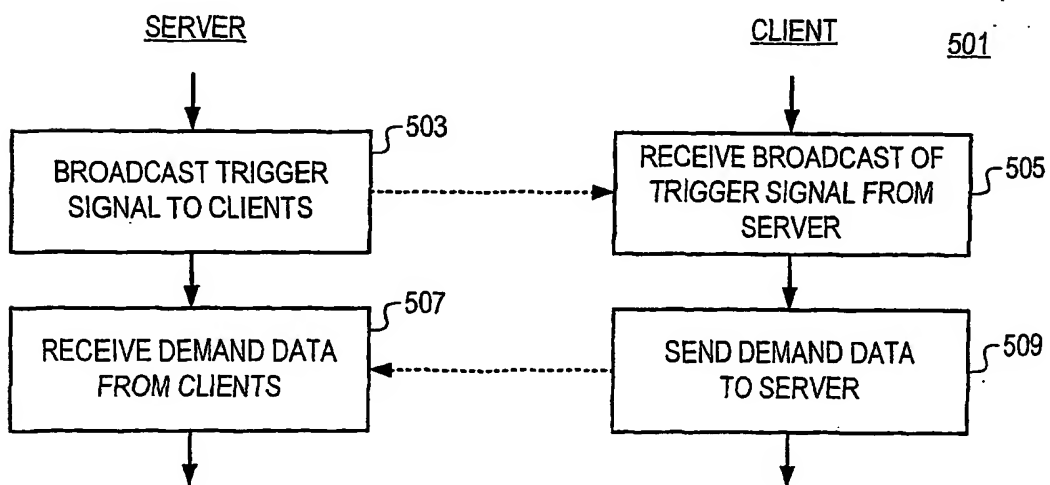 SERVER
CLIENT
501
BROADCAST TRIGGER
SIGNAL TO CLIENTS
503
RECEIVE BROADCAST OF
TRIGGER SIGNAL FROM
SERVER
505
RECEIVE DEMAND DATA
FROM CLIENTS
507
SEND DEMAND DATA
TO SERVER
509